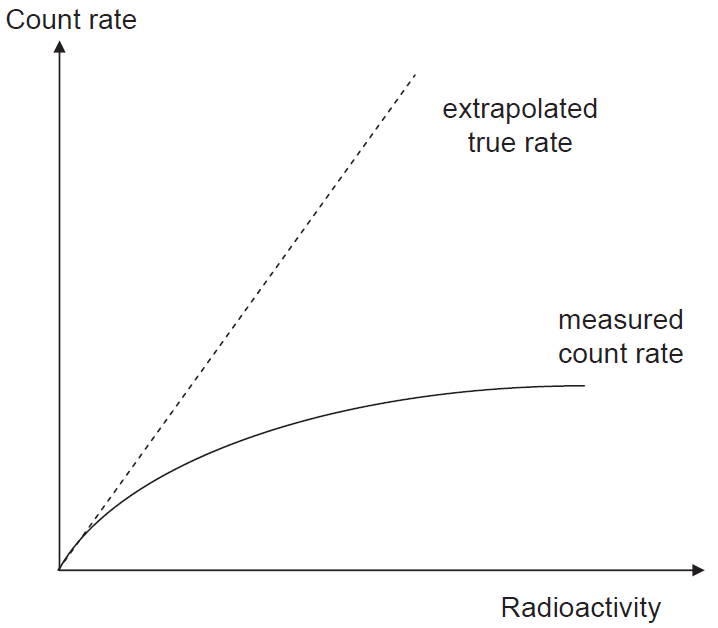 Count rate
extrapolated
true rate
measured
count rate
Radioactivity